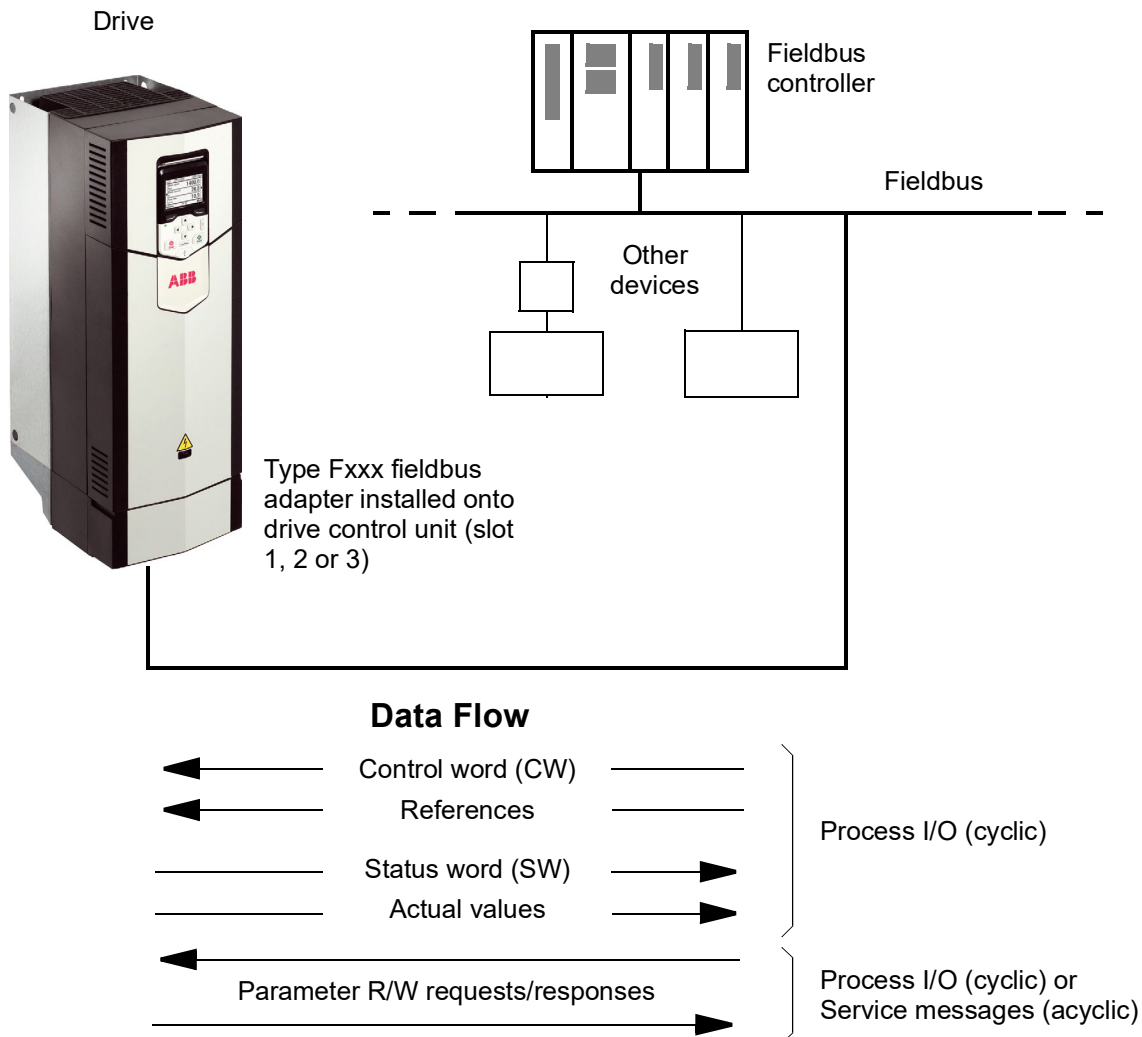 Drive
Fieldbus
controller
Fieldbus
Other
devices
ABB
Type Fxxx fieldbus
adapter installed onto
drive control unit (slot
1, 2 or 3)
Data Flow
Control word (CW)
References
Process I/O (cyclic)
Status word (SW)
Actual values
Parameter R/W requests/responses
Process I/O (cyclic) or
Service messages (acyclic)